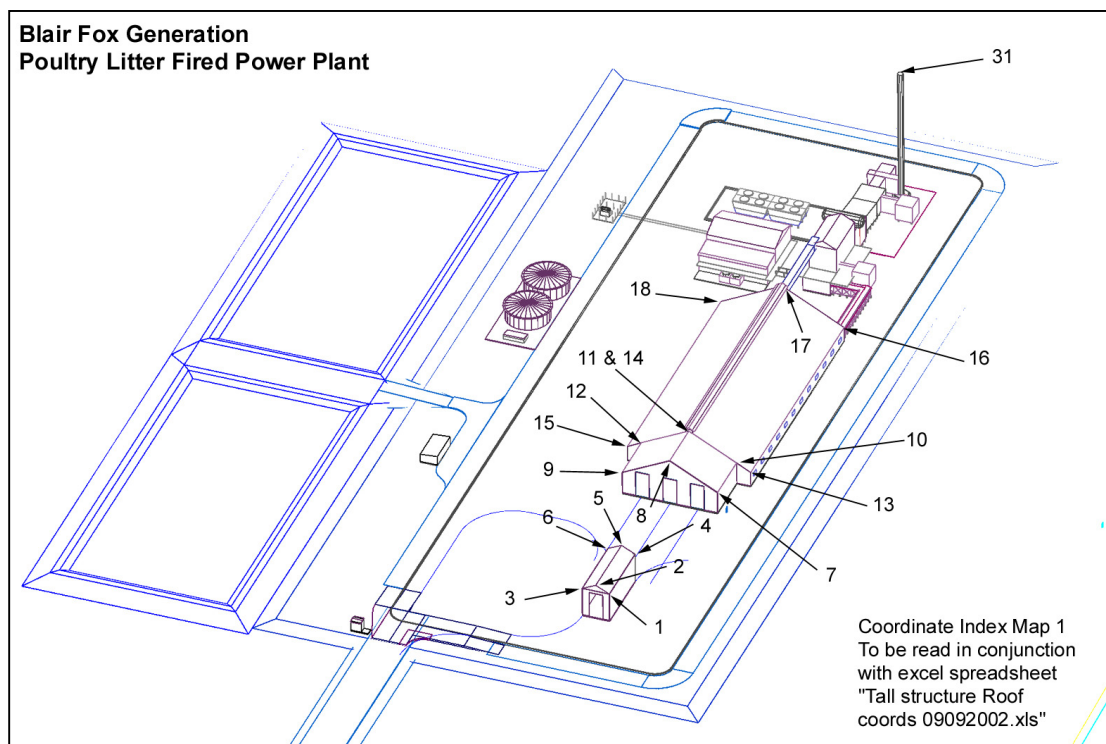 Blair Fox Generation
Poultry Litter Fired Power Plant
31
18
17
16
11 & 14
12
15
10
9
13
8
5
4
6
7
2
3
1
Coordinate Index Map 1
To be read in conjunction
with excel spreadsheet
"Tall structure Roof
coords 09092002.xls"